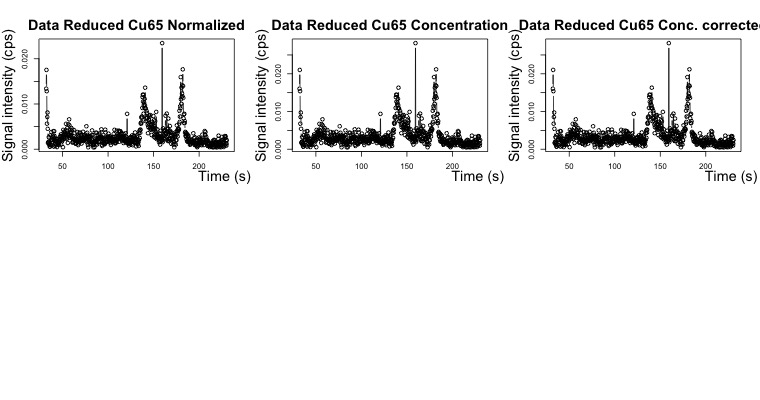 Data Reduced Cu65 Normalized
Signal intensity (cps)
0.000 0.010 0.020
50 100 150 200
Time (s)
Data Reduced Cu65 Concentration
Signal intensity (cps)
0.000 0.010 0.020
50 100 150 200
Time (s)
Data Reduced Cu65 Conc. corrected
Signal intensity (cps)
0.000 0.010 0.020
50 100 150 200
Time (s)